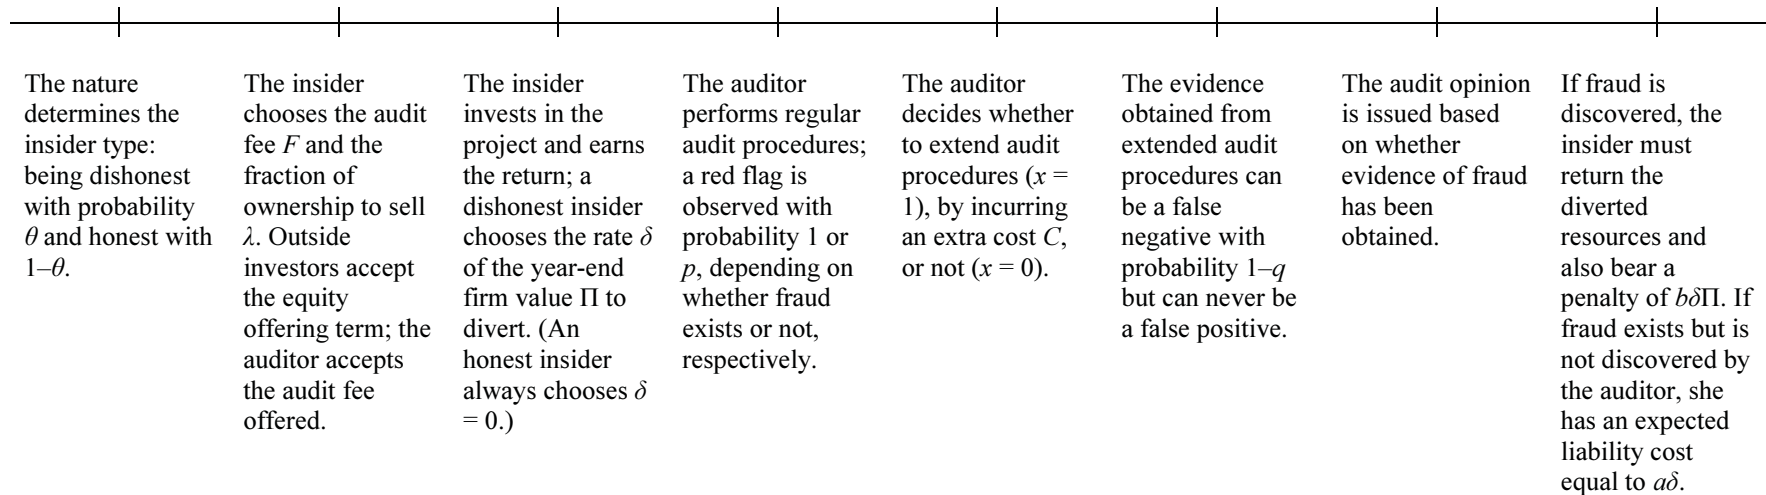 The nature
determines the
insider type:
being dishonest
with probability
θ and honest with
1–θ.
The insider
chooses the audit
fee F and the
fraction of
ownership to sell
λ. Outside
investors accept
the equity
offering term; the
auditor accepts
the audit fee
offered.
The insider
invests in the
project and earns
the return; a
dishonest insider
chooses the rate δ
of the year-end
firm value Π to
divert. (An
honest insider
always chooses δ
= 0.)
The auditor
performs regular
audit procedures;
a red flag is
observed with
probability 1 or
p, depending on
whether fraud
exists or not,
respectively.
The auditor
decides whether
to extend audit
procedures (x =
1), by incurring
an extra cost C,
or not (x = 0).
The evidence
obtained from
extended audit
procedures can
be a false
negative with
probability 1–q
but can never be
a false positive.
The audit opinion
is issued based
on whether
evidence of fraud
has been
obtained.
If fraud is
discovered, the
insider must
return the
diverted
resources and
also bear a
penalty of bδΠ. If
fraud exists but is
not discovered by
the auditor, she
has an expected
liability cost
equal to aδ.